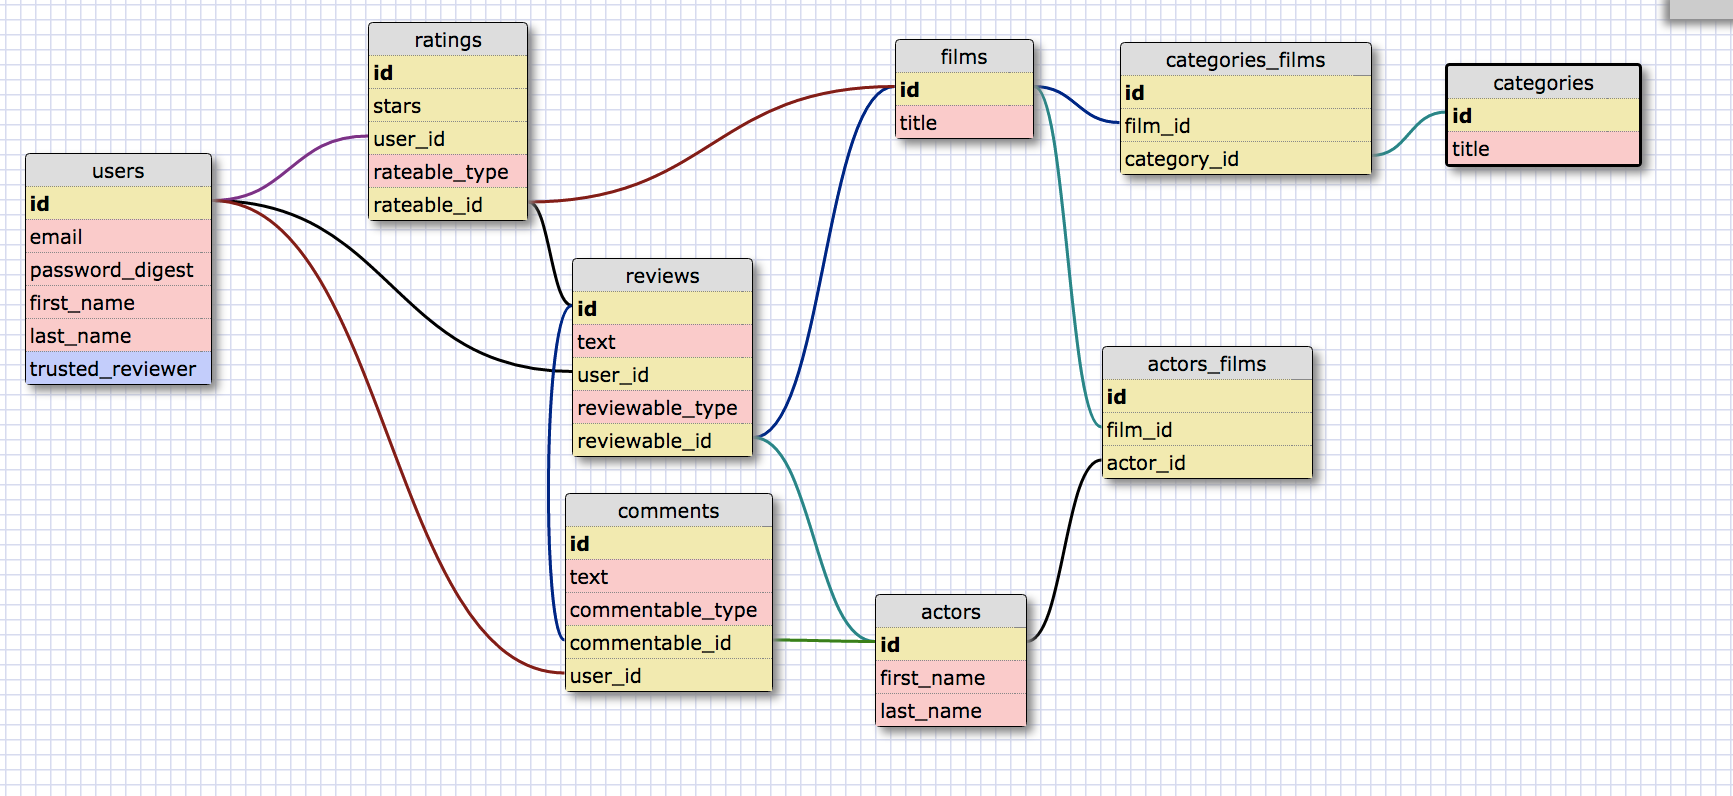 ratings
id
stars
user_id
rateable_type
rateable_id
users
id
email
password_digest
first_name
last_name
trusted_reviewer
reviews
id
text
user_id
reviewable_type
reviewable_id
comments
id
text
commentable_type
commentable_id
user_id
films
id
title
categories_films
id
film_id
category_id
categories
id
title
actors_films
id
film_id
actor_id
actors
id
first_name
last_name